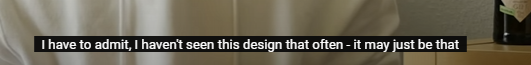 I have to admit, I haven't seen this design that often - it may just be that